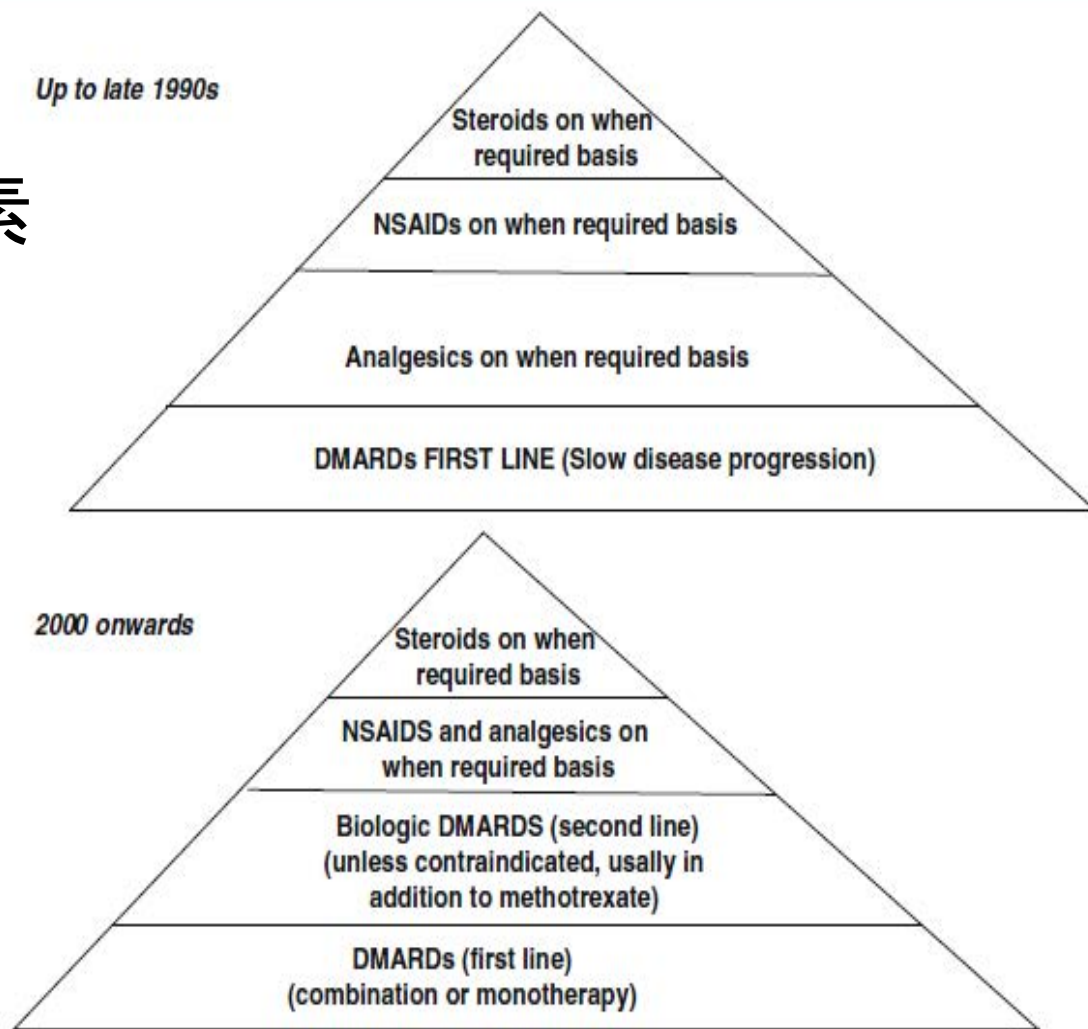 Up to late 1990s
Steroids on when
required basis
NSAIDs on when required basis
Analgesics on when required basis
DMARDs FIRST LINE (Slow disease progression)
2000 onwards
Steroids on when
required basis
NSAIDS and analgesics on
when required basis
Biologic DMARDS (second line)
(unless contraindicated, usally in
addition to methotrexate)
DMARDs (first line)
(combination or monotherapy)